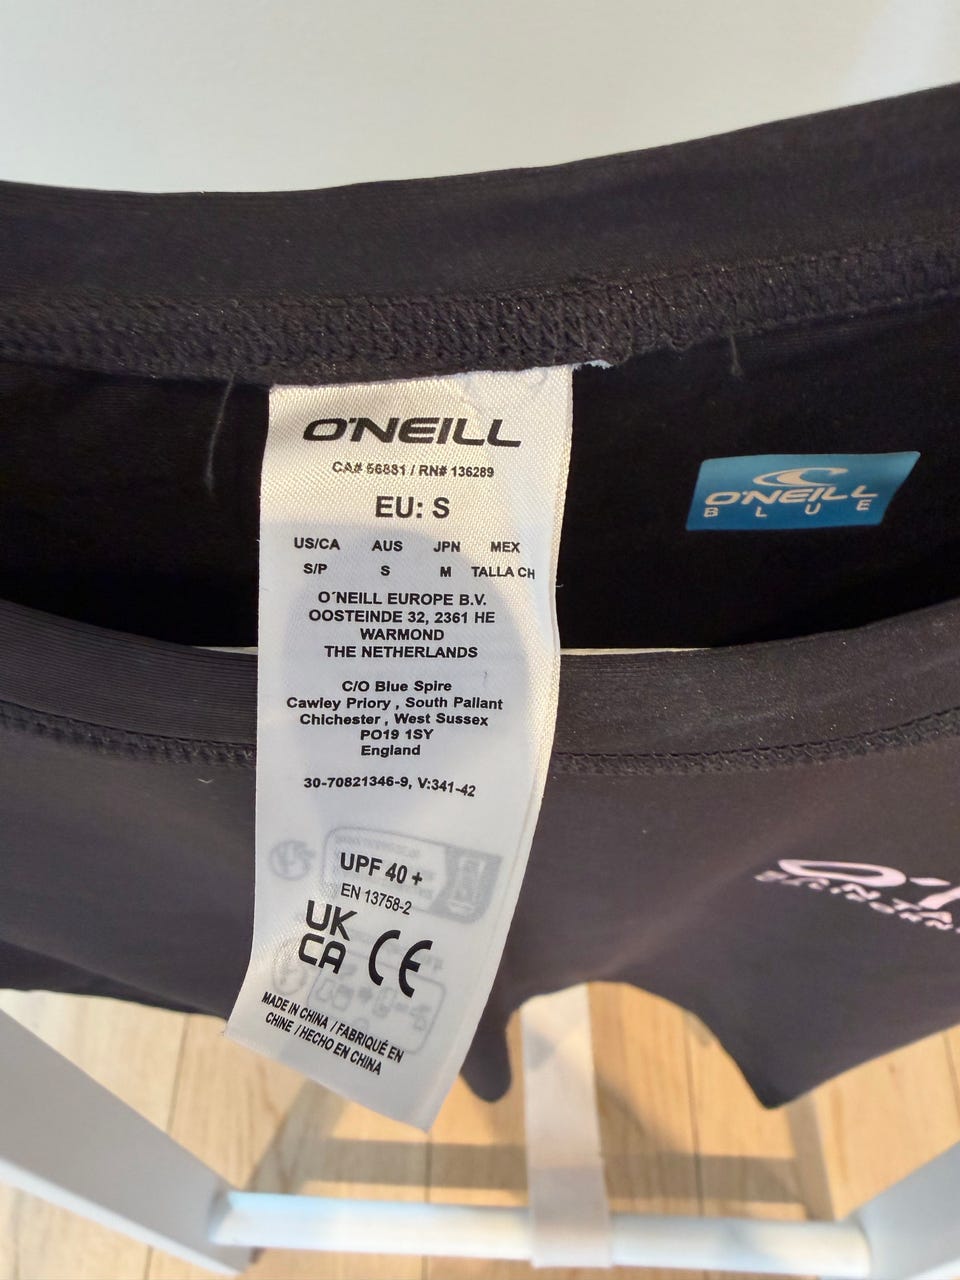 O'NEILL
CA# 56881 / RN# 136289
EU: S
US/CA AUS JPN MEX
S/P S M TALLA CH
O´NEILL EUROPE B.V.
OOSTEINDE 32, 2361 HE
WARMOND
THE NETHERLANDS
C/O Blue Spire
Cawley Priory , South Pallant
Chichester , West Sussex
PO19 1SY
England
30-70821346-9, V:341-42
UPF 40 +
EN 13758-2
UK
CA CE
MADE IN CHINA / FABRIQUÉ EN
CHINE / HECHO EN CHINA
O'NEILL
BLUE